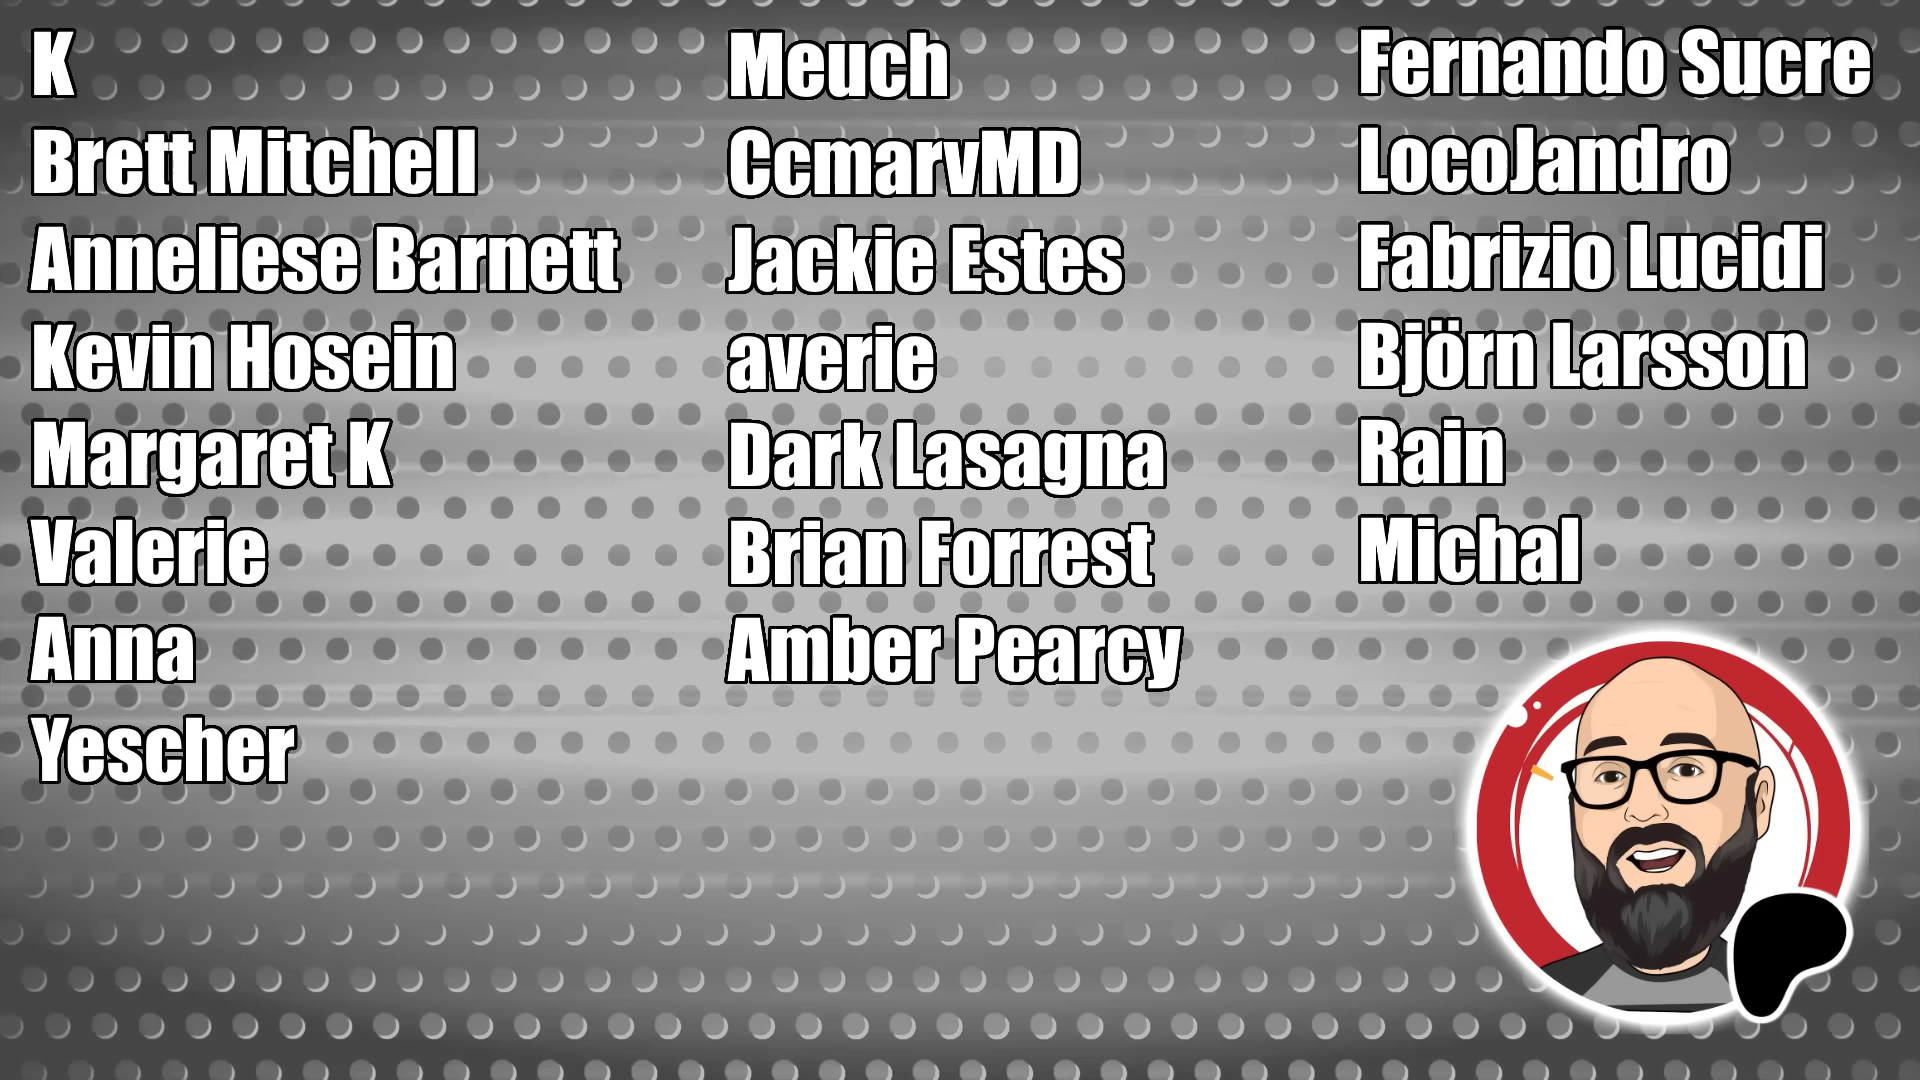 K
Brett Mitchell
Anneliese Barnett
Kevin Hosein
Margaret K
Valerie
Anna
Yescher
Meuch
CcmarvMD
Jackie Estes
averie
Dark Lasagna
Brian Forrest
Amber Pearcy
Fernando Sucre
LocoJandro
Fabrizio Lucidi
Björn Larsson
Rain
Michal